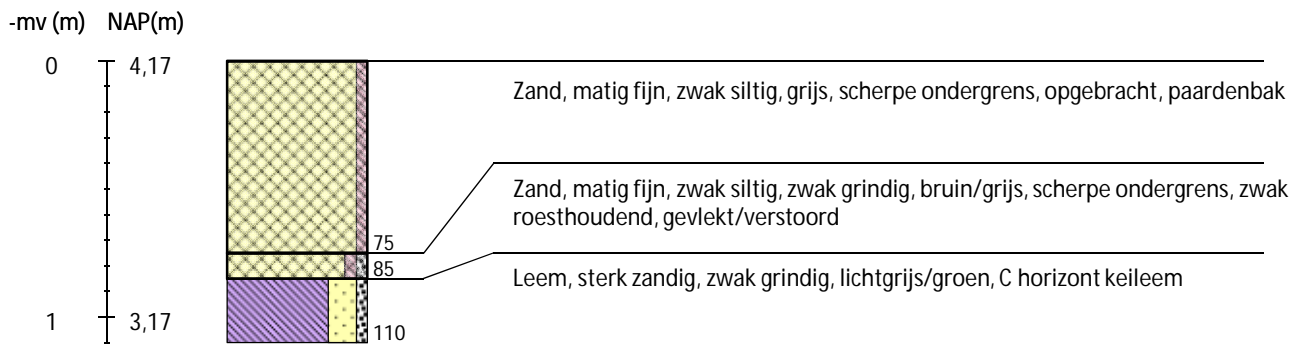 -mv (m) NAP(m)
0 4,17
Zand, matig fijn, zwak siltig, grijs, scherpe ondergrens, opgebracht, paardenbak
Zand, matig fijn, zwak siltig, zwak grindig, bruin/grijs, scherpe ondergrens, zwak
roesthoudend, gevlekt/verstoord
75
85
Leem, sterk zandig, zwak grindig, lichtgrijs/groen, C horizont keileem
1 3,17
110